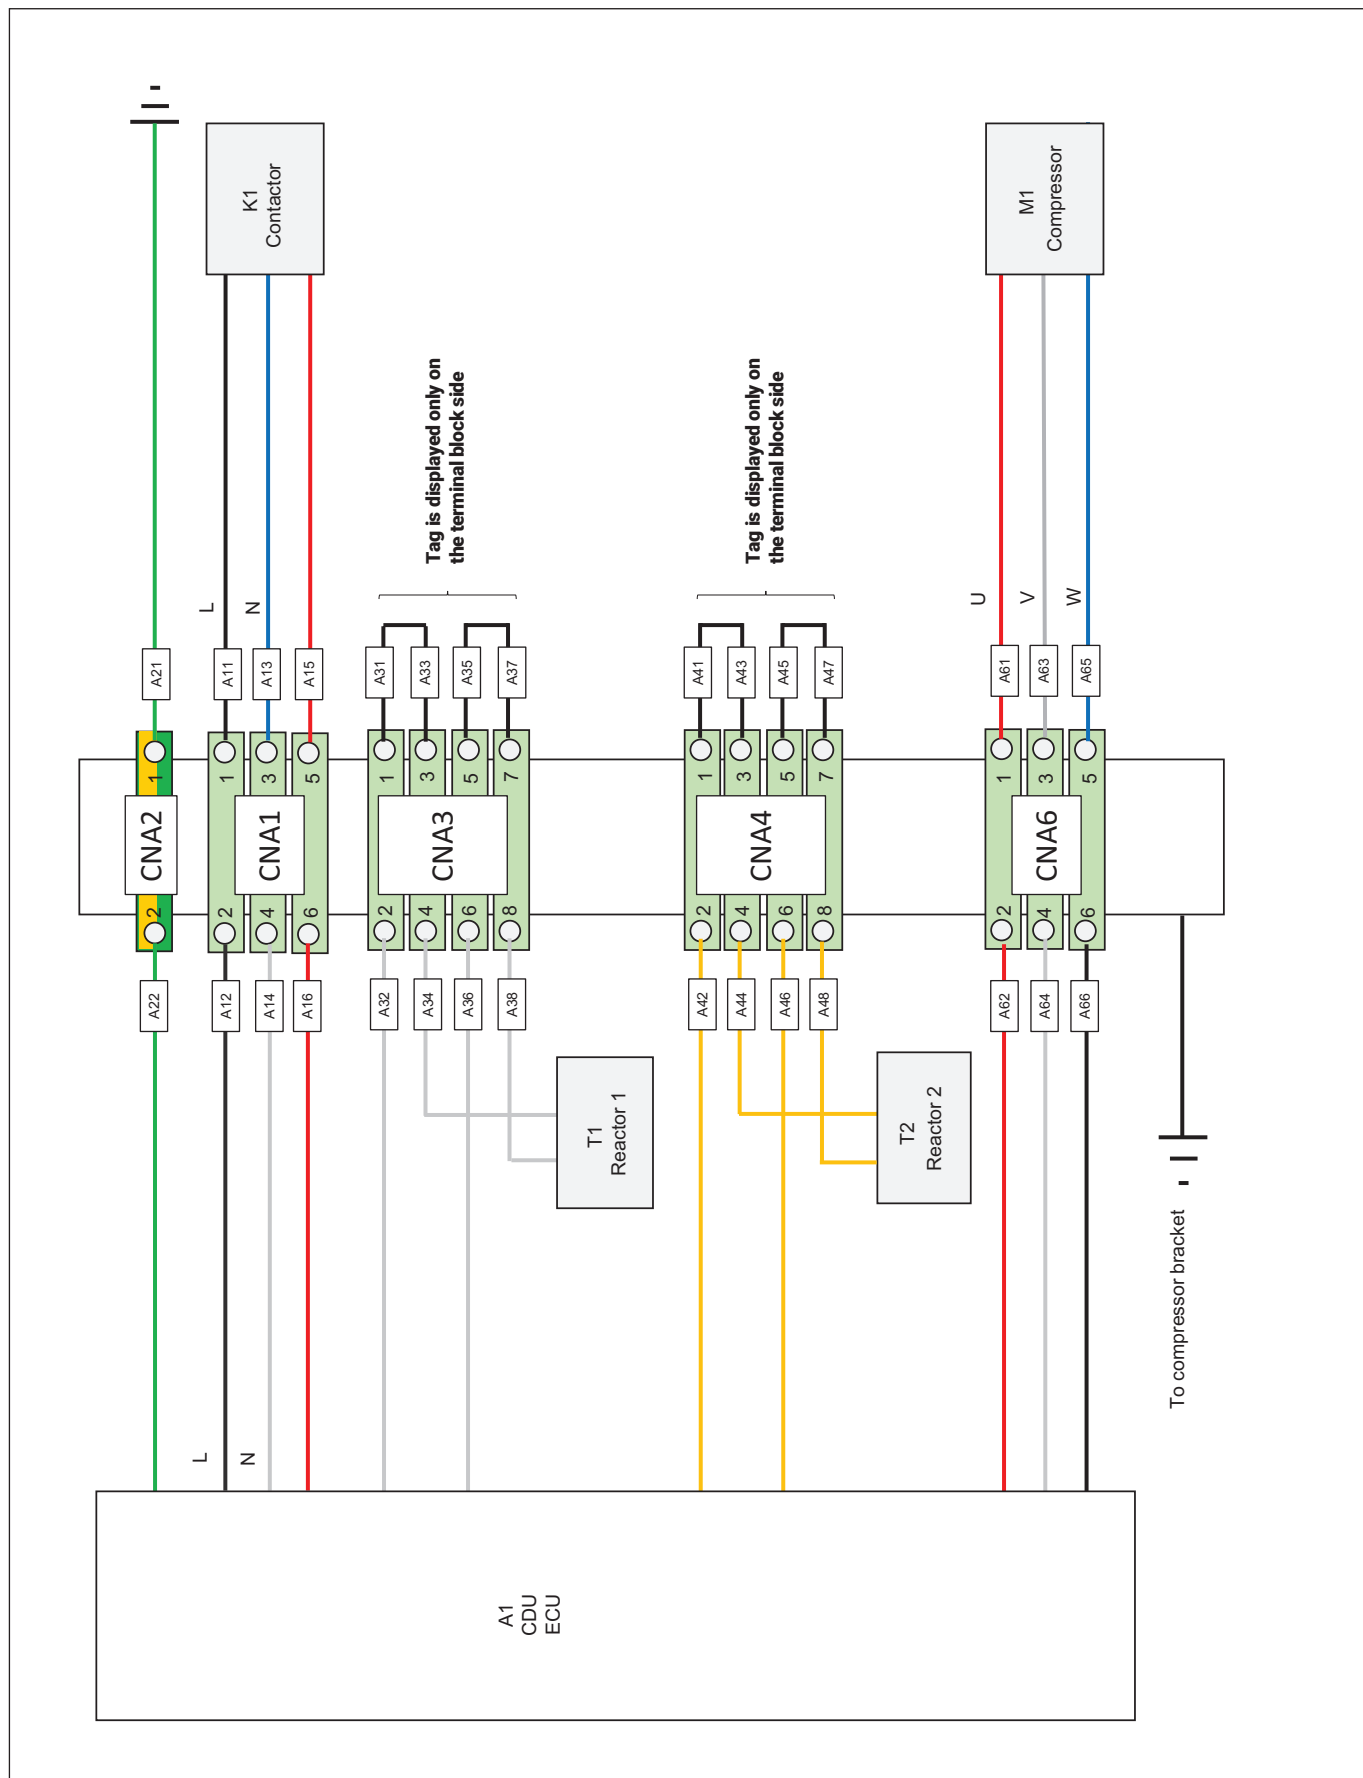 A22
2
CNA2
1
A21
L
L
A12
2
1
A11
N
N
A14
4
CNA1
3
A13
K1
Contactor
A16
6
5
A15
A32
2
1
A31
A34
4
CNA3
3
A33
Tag is displayed only on
the terminal block side
A36
6
5
A35
A38
8
7
A37
A1
CDU
ECU
T1
Reactor 1
A42
2
1
A41
A44
4
CNA4
3
A43
Tag is displayed only on
the terminal block side
A46
6
5
A45
A48
8
7
A47
T2
Reactor 2
U
A62
2
1
A61
V
A64
4
CNA6
3
A63
M1
Compressor
W
A66
6
5
A65
To compressor bracket